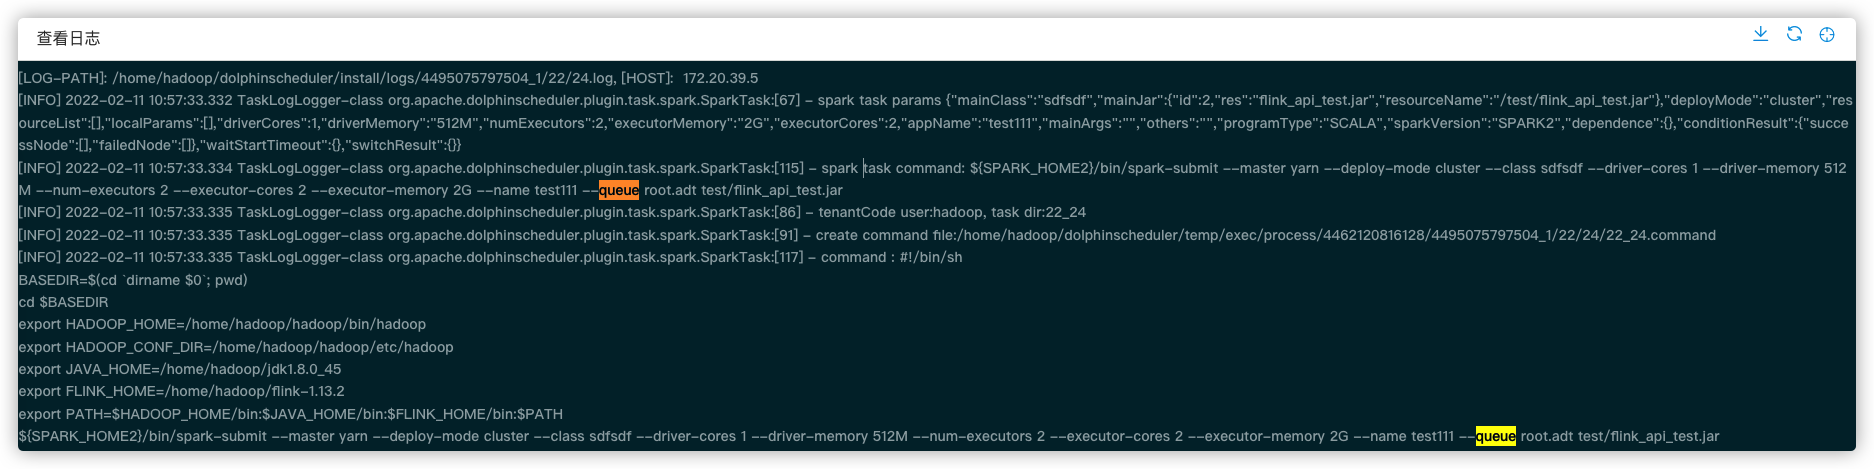 查看日志
[LOG-PATH]: /home/hadoop/dolphinscheduler/install/logs/4495075797504_1/22/24.log, [HOST]:  172.20.39.5
[INFO] 2022-02-11 10:57:33.332 TaskLogLogger-class org.apache.dolphinscheduler.plugin.task.spark.SparkTask:[67] - spark task params {"mainClass":"sdfsdf","mainJar":{"id":2,"res":"flink_api_test.jar","resourceName":"/test/flink_api_test.jar"},"deployMode":"cluster","res
ourceList":[],"localParams":[],"driverCores":1,"driverMemory":"512M","numExecutors":2,"executorMemory":"2G","executorCores":2,"appName":"test111","mainArgs":"","others":"","programType":"SCALA","sparkVersion":"SPARK2","dependence":{},"conditionResult":{"succe
ssNode":[],"failedNode":[]},"waitStartTimeout":{},"switchResult":{}}
[INFO] 2022-02-11 10:57:33.334 TaskLogLogger-class org.apache.dolphinscheduler.plugin.task.spark.SparkTask:[115] - spark task command: ${SPARK_HOME2}/bin/spark-submit --master yarn --deploy-mode cluster --class sdfsdf --driver-cores 1 --driver-memory 512
M --num-executors 2 --executor-cores 2 --executor-memory 2G --name test111 --queue root.adt test/flink_api_test.jar
[INFO] 2022-02-11 10:57:33.335 TaskLogLogger-class org.apache.dolphinscheduler.plugin.task.spark.SparkTask:[86] - tenantCode user:hadoop, task dir:22_24
[INFO] 2022-02-11 10:57:33.335 TaskLogLogger-class org.apache.dolphinscheduler.plugin.task.spark.SparkTask:[91] - create command file:/home/hadoop/dolphinscheduler/temp/exec/process/4462120816128/4495075797504_1/22/24/22_24.command
[INFO] 2022-02-11 10:57:33.335 TaskLogLogger-class org.apache.dolphinscheduler.plugin.task.spark.SparkTask:[117] - command : #!/bin/sh
BASEDIR=$(cd `dirname $0`; pwd)
cd $BASEDIR
export HADOOP_HOME=/home/hadoop/hadoop/bin/hadoop
export HADOOP_CONF_DIR=/home/hadoop/hadoop/etc/hadoop
export JAVA_HOME=/home/hadoop/jdk1.8.0_45
export FLINK_HOME=/home/hadoop/flink-1.13.2
export PATH=$HADOOP_HOME/bin:$JAVA_HOME/bin:$FLINK_HOME/bin:$PATH
${SPARK_HOME2}/bin/spark-submit --master yarn --deploy-mode cluster --class sdfsdf --driver-cores 1 --driver-memory 512M --num-executors 2 --executor-cores 2 --executor-memory 2G --name test111 --queue root.adt test/flink_api_test.jar